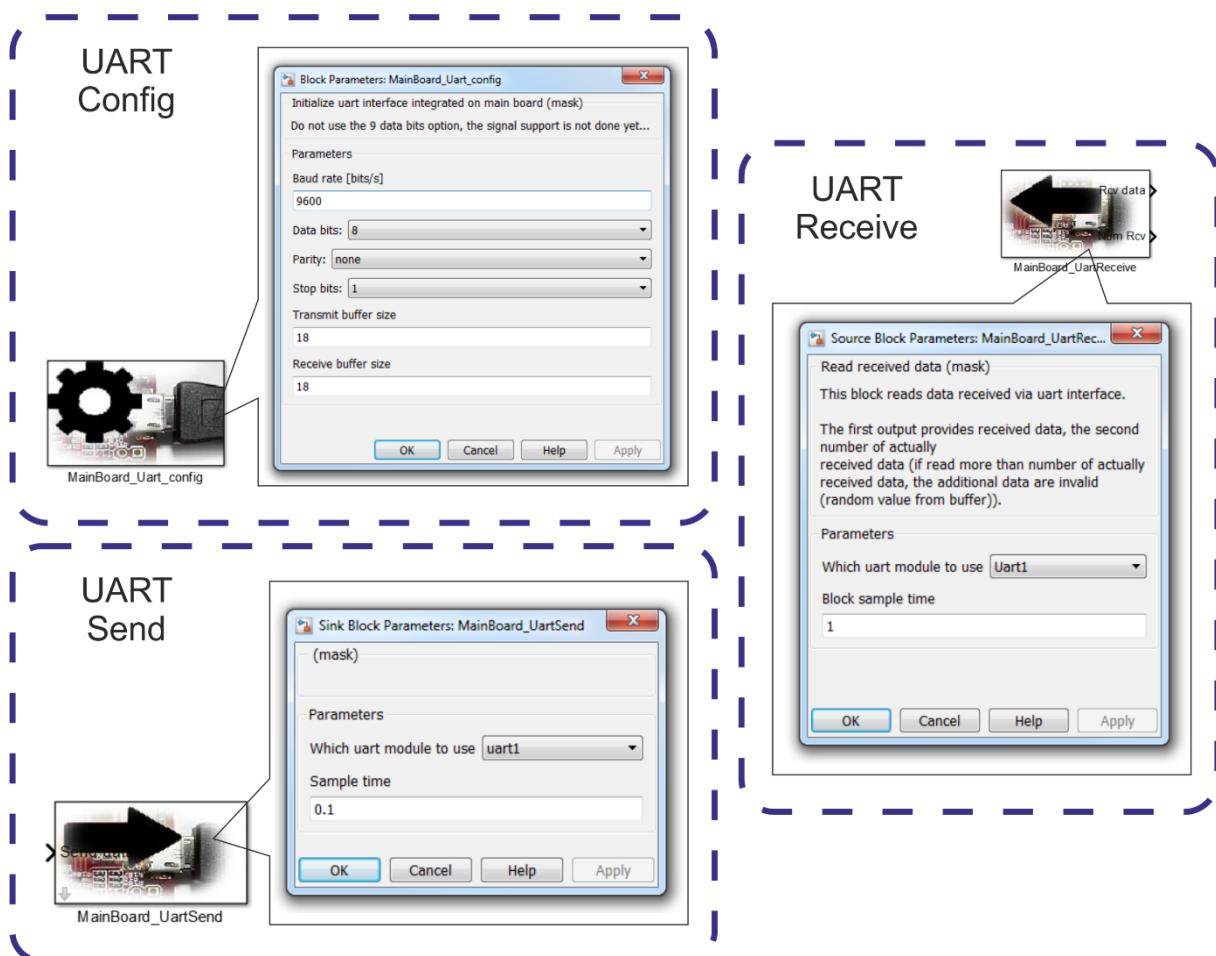 UART
Config
Block Parameters: MainBoard_Uart_config
Initialize uart interface integrated on main board (mask)
Do not use the 9 data bits option, the signal support is not done yet...
Parameters
Baud rate [bits/s]
9600
Data bits: 8
Parity: none
Stop bits: 1
Transmit buffer size
18
Receive buffer size
18
OK Cancel Help Apply
MainBoard_Uart_config
UART
Send
Sink Block Parameters: MainBoard_UartSend
(mask)
Parameters
Which uart module to use uart1
Sample time
0.1
OK Cancel Help Apply
Send data
MainBoard_UartSend
UART
Receive
Rcv data
Num Rcv
MainBoard_UartReceive
Source Block Parameters: MainBoard_UartRec...
Read received data (mask)
This block reads data received via uart interface.
The first output provides received data, the second
number of actually
received data (if read more than number of actually
received data, the additional data are invalid
(random value from buffer)).
Parameters
Which uart module to use Uart1
Block sample time
1
OK Cancel Help Apply